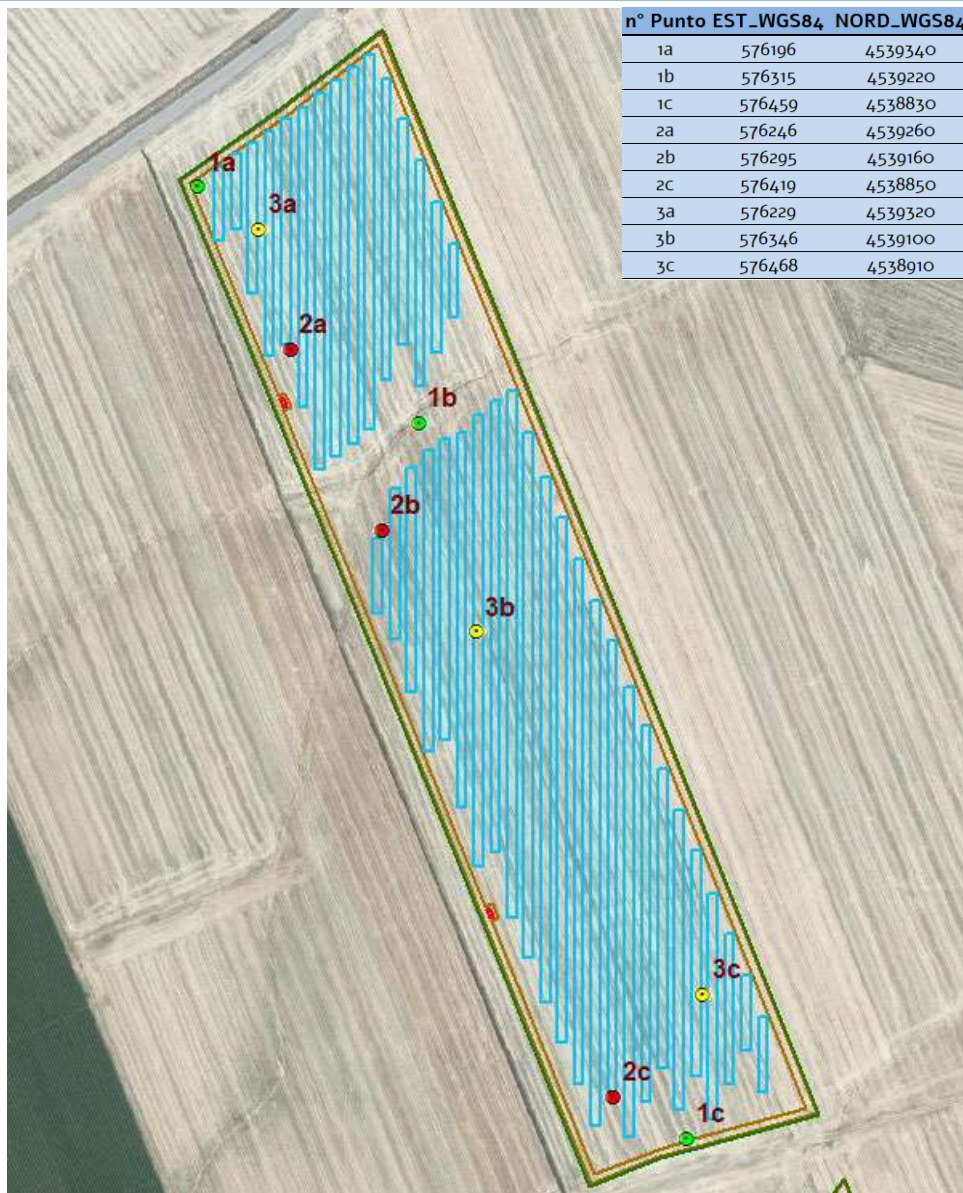 n° Punto EST_WGS84 NORD_WGS84
1a 576196 4539340
1b 576315 4539220
1c 576459 4538830
2a 576246 4539260
2b 576295 4539160
2c 576419 4538850
3a 576229 4539320
3b 576346 4539100
3c 576468 4538910
1a
3a
2a
1b
2b
3b
3c
2c
1c